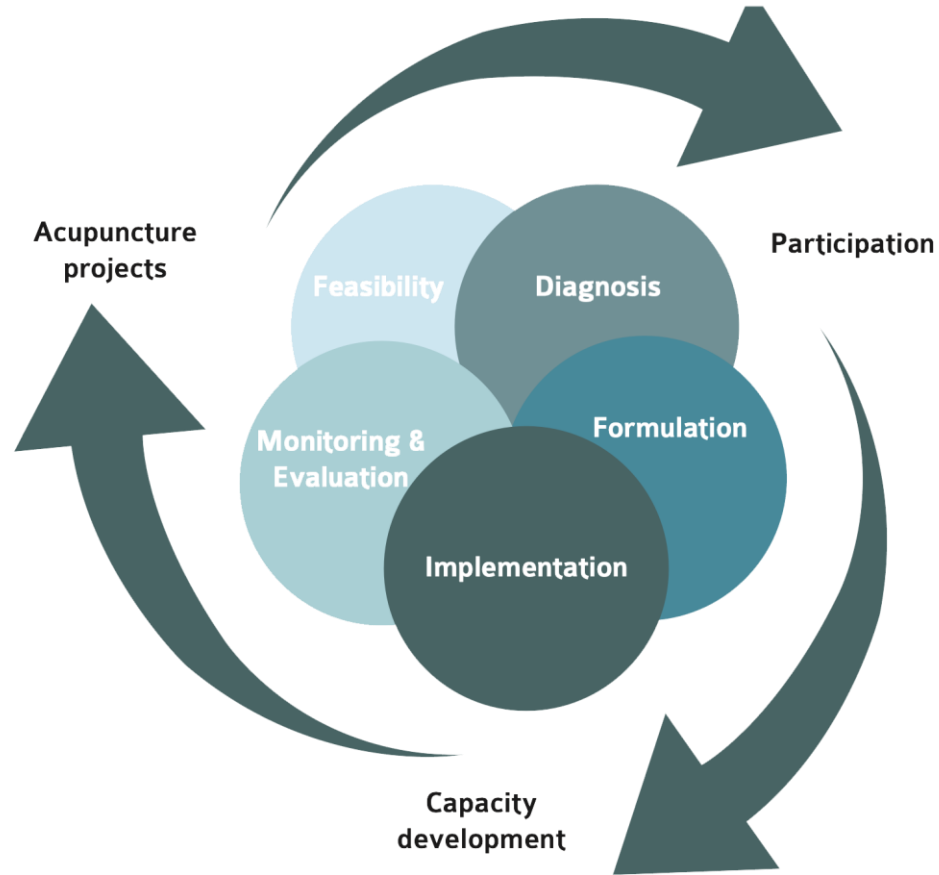 Acupuncture
projects
Participation
Feasibility
Diagnosis
Monitoring &
Evaluation
Formulation
Implementation
Capacity
development